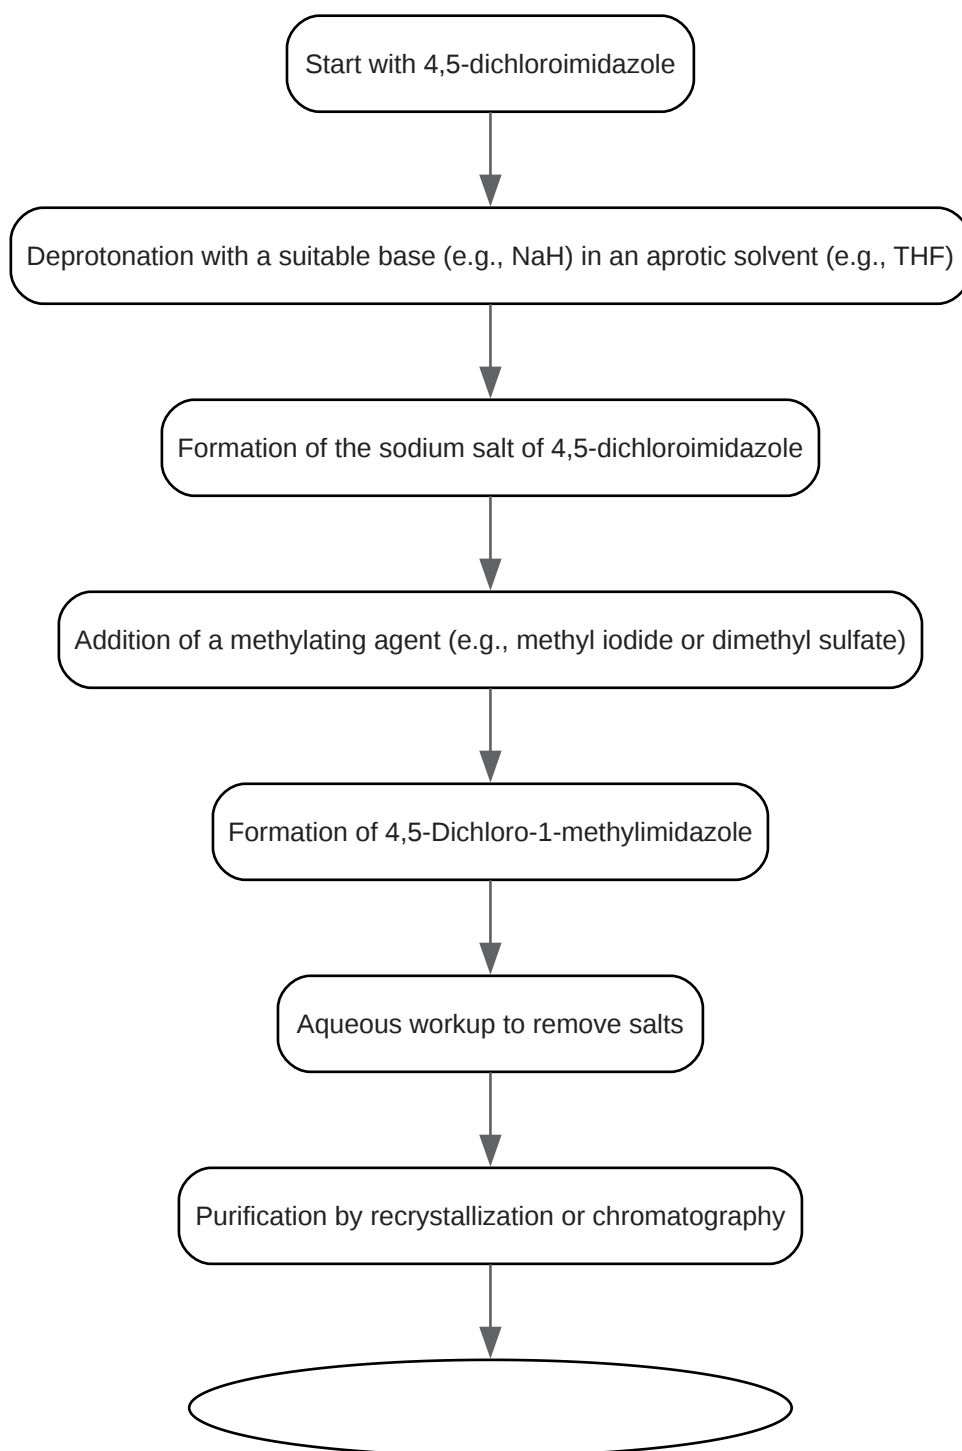 Start with 4,5-dichloroimidazole
Deprotonation with a suitable base (e.g., NaH) in an aprotic solvent (e.g., THF)
Formation of the sodium salt of 4,5-dichloroimidazole
Addition of a methylating agent (e.g., methyl iodide or dimethyl sulfate)
Formation of 4,5-Dichloro-1-methylimidazole
Aqueous workup to remove salts
Purification by recrystallization or chromatography